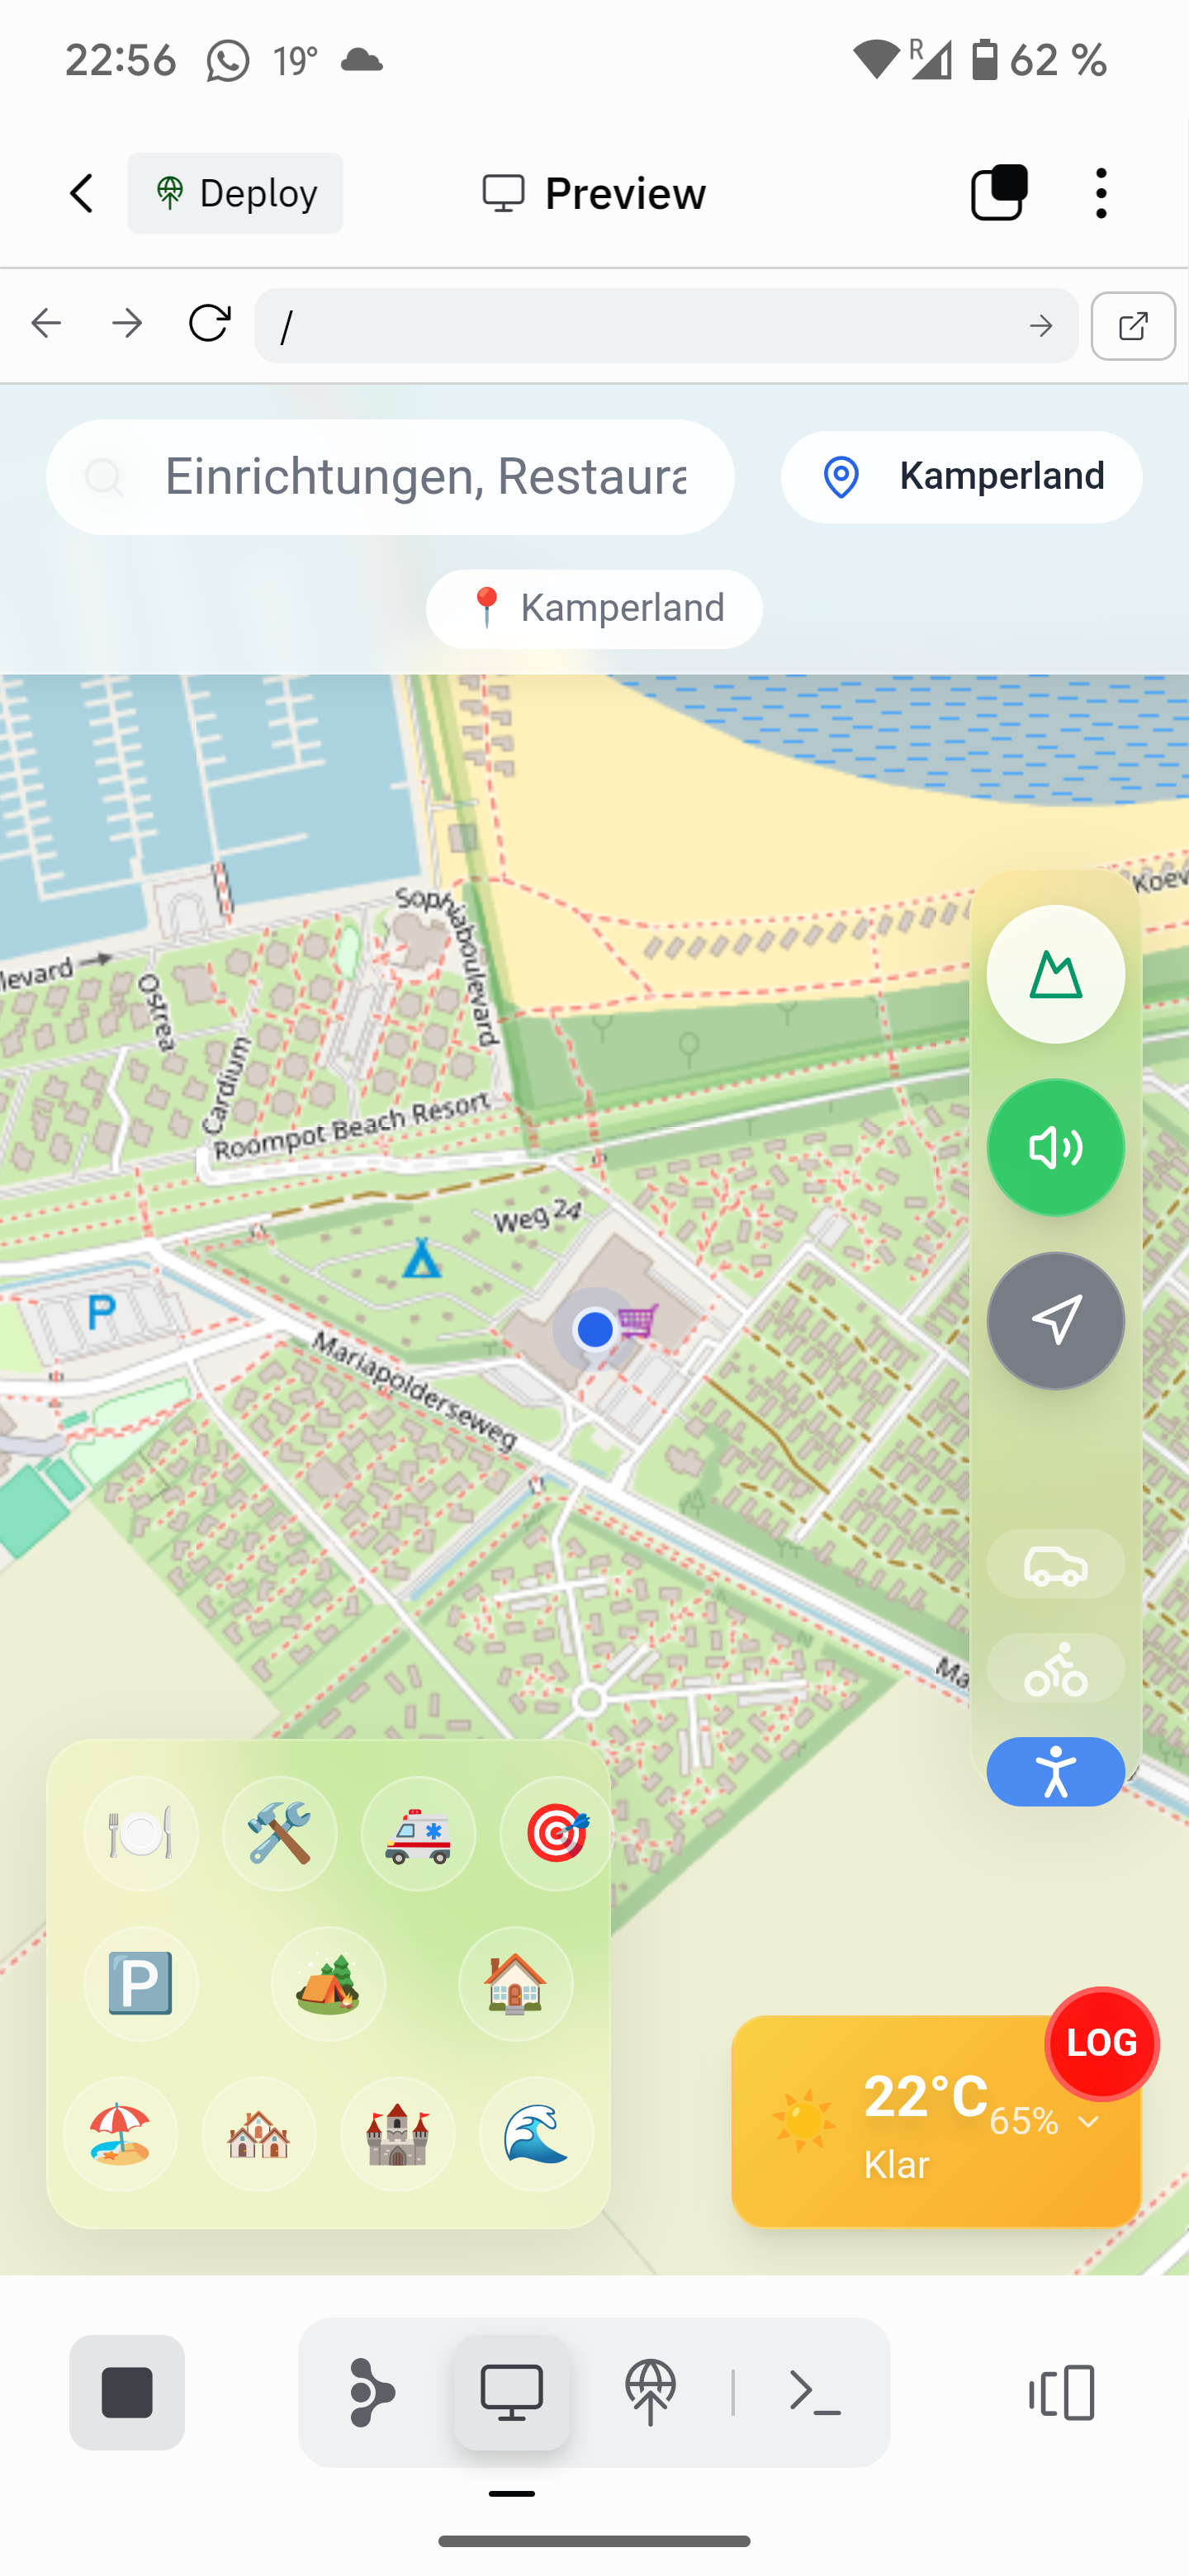 22:56 19° R 62 %
Deploy Preview
/
Einrichtungen, Restaura
Kamperland
📍 Kamperland
Koev
Sophiaboulevard
levard
Ostrea
Cardium
Roompot Beach Resort
Weg 24
P
Mariapolderseweg
Ma
P
LOG
22°C
65%
Klar